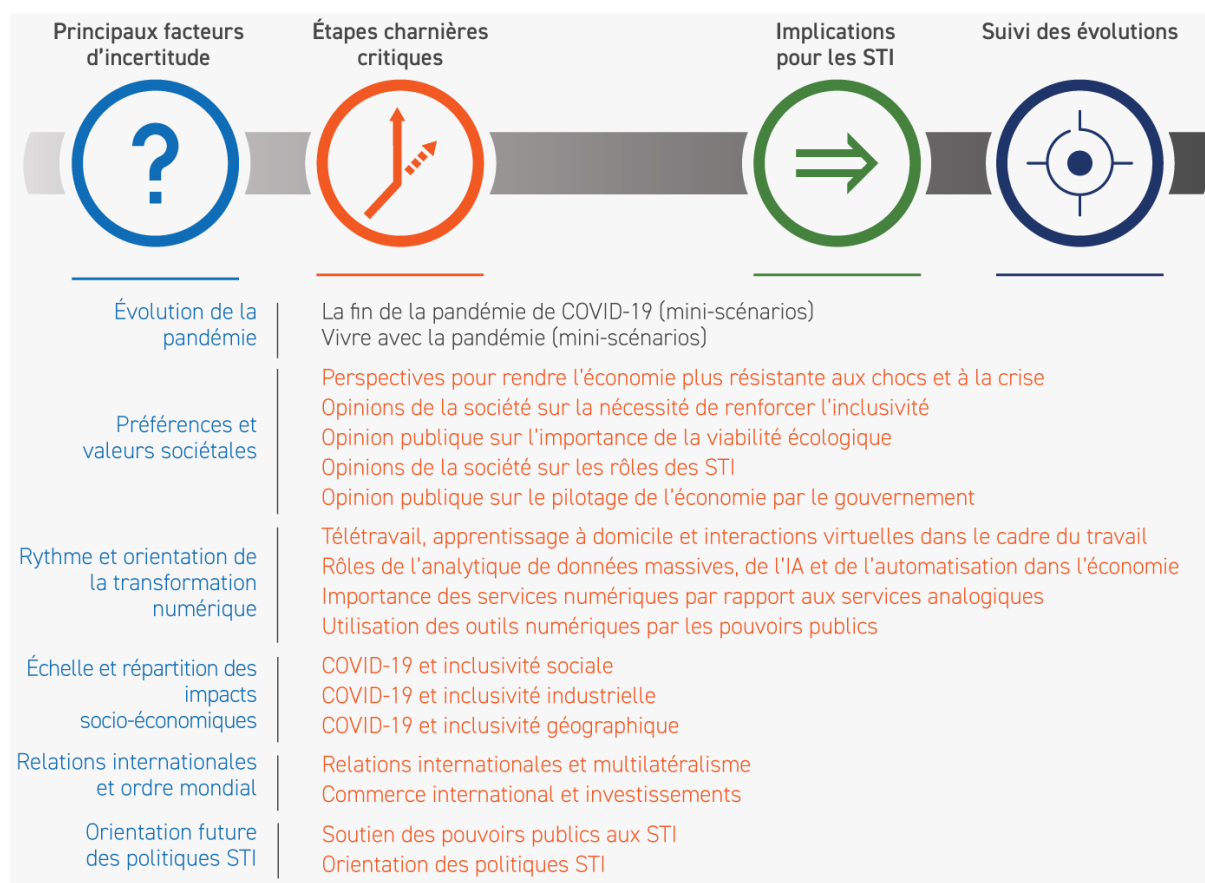 Principaux facteurs
d'incertitude
Étapes charnières
critiques
Implications
pour les STI
Suivi des évolutions
?
Évolution de la
pandémie
La fin de la pandémie de COVID-19 (mini-scénarios)
Vivre avec la pandémie (mini-scénarios)
Préférences et
valeurs sociétales
Perspectives pour rendre l'économie plus résistante aux chocs et à la crise
Opinions de la société sur la nécessité de renforcer l'inclusivité
Opinion publique sur l'importance de la viabilité écologique
Opinions de la société sur les rôles des STI
Opinion publique sur le pilotage de l'économie par le gouvernement
Rythme et orientation de
la transformation
numérique
Télétravail, apprentissage à domicile et interactions virtuelles dans le cadre du travail
Rôles de l'analytique de données massives, de l'IA et de l'automatisation dans l'économie
Importance des services numériques par rapport aux services analogiques
Utilisation des outils numériques par les pouvoirs publics
Échelle et répartition des
impacts
socio-économiques
COVID-19 et inclusivité sociale
COVID-19 et inclusivité industrielle
COVID-19 et inclusivité géographique
Relations internationales
et ordre mondial
Relations internationales et multilatéralisme
Commerce international et investissements
Orientation future
des politiques STI
Soutien des pouvoirs publics aux STI
Orientation des politiques STI